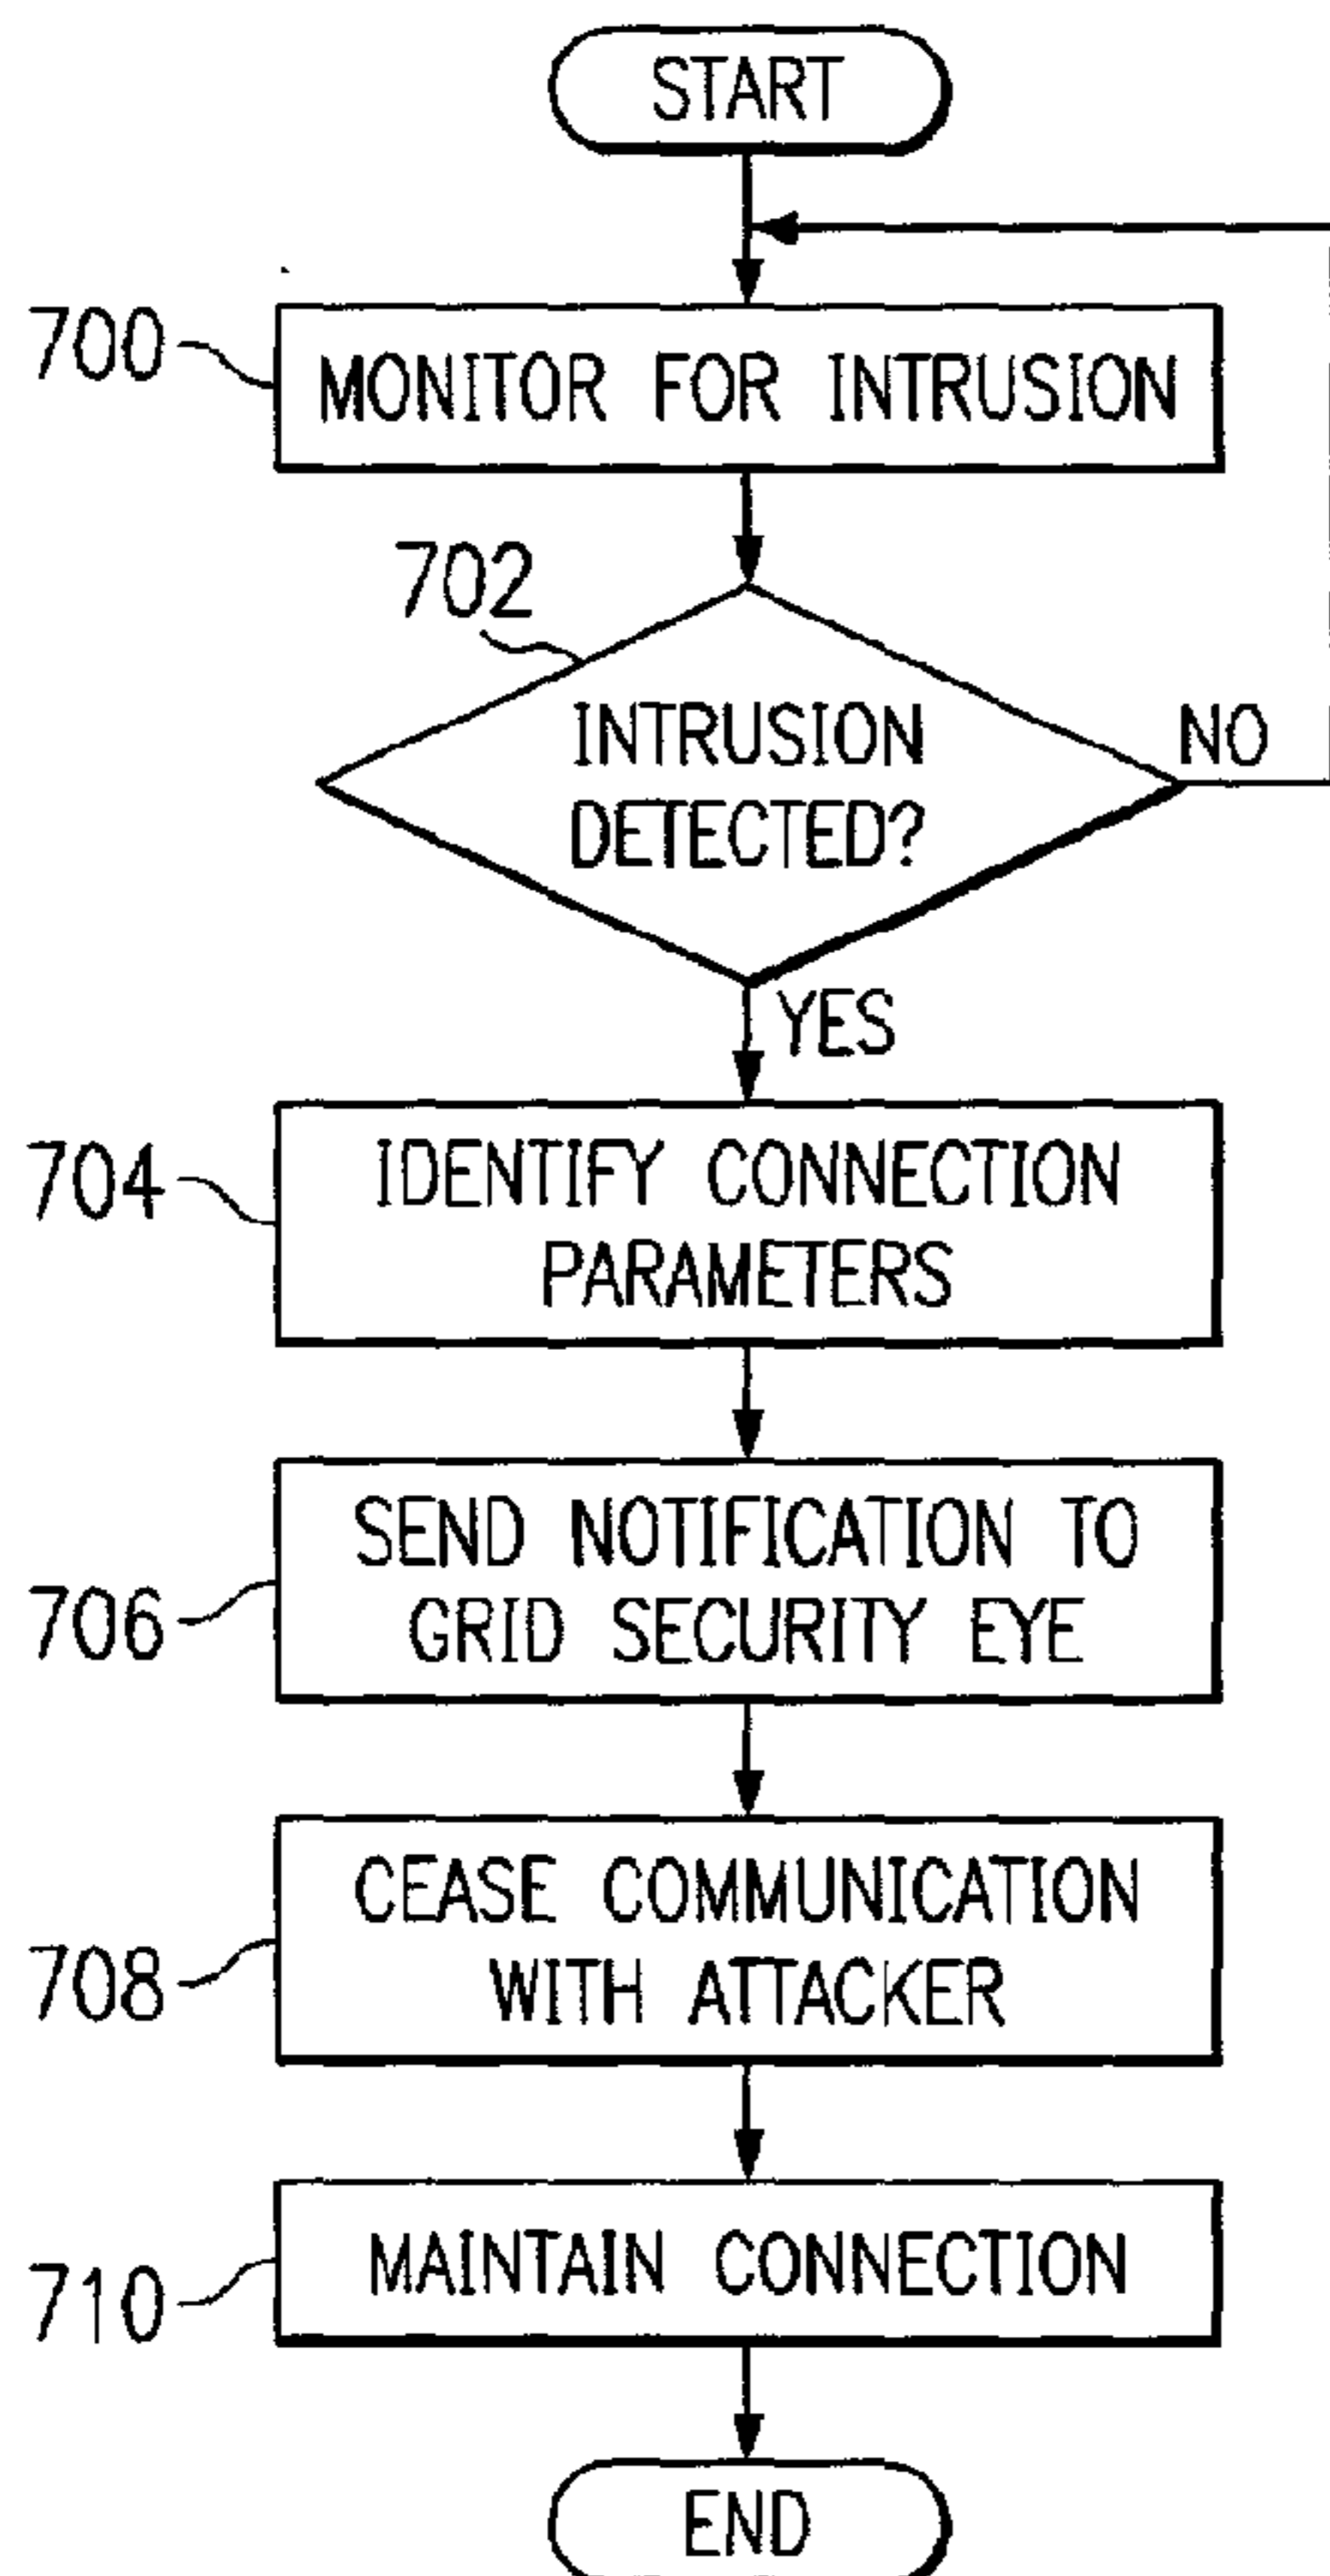 START
700
MONITOR FOR INTRUSION
702
INTRUSION
DETECTED?
NO
YES
704
IDENTIFY CONNECTION
PARAMETERS
706
SEND NOTIFICATION TO
GRID SECURITY EYE
708
CEASE COMMUNICATION
WITH ATTACKER
710
MAINTAIN CONNECTION
END